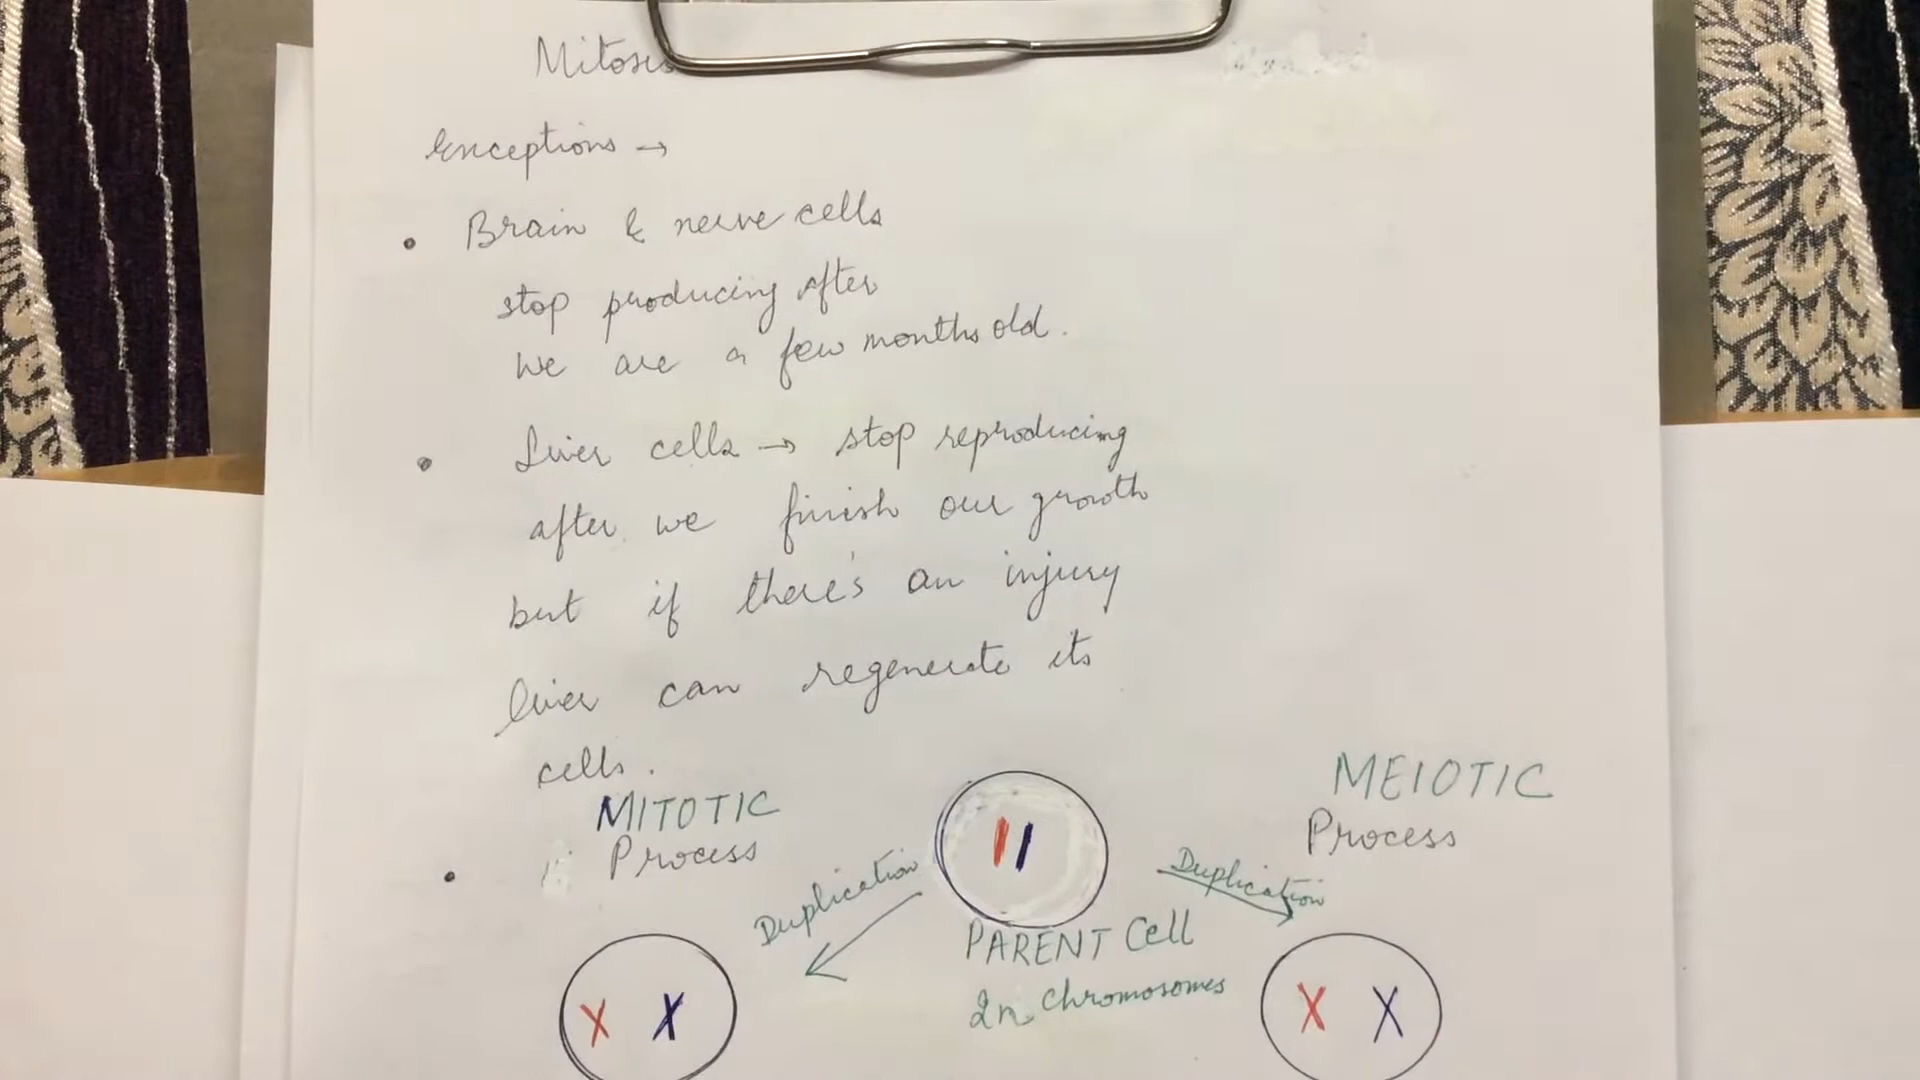 Mitosis
Exceptions →
• Brain & nerve cells
stop producing after
we are a few months old.
• Liver cells → stop reproducing
after we finish our growth
but if there's an injury
liver can regenerate its
cells.
MITOTIC
Process
Duplication
PARENT Cell
2n Chromosomes
MEIOTIC
Process
Duplication